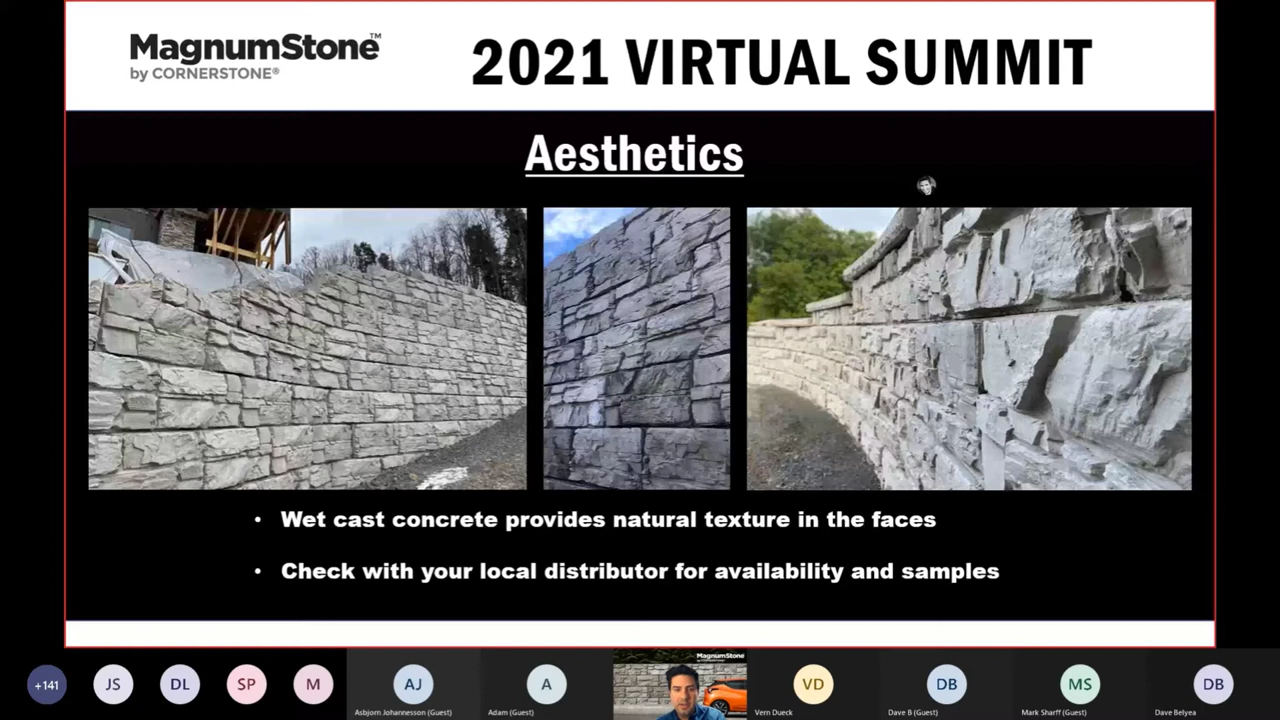 MagnumStone™
by CORNERSTONE®
2021 VIRTUAL SUMMIT
Aesthetics
• Wet cast concrete provides natural texture in the faces
• Check with your local distributor for availability and samples
+141
JS
DL
SP
M
AJ
A
MagnumStone
VD
DB
MS
DB
Asbjorn Johannesson (Guest)
Adam (Guest)
Vern Dueck
Dave B (Guest)
Mark Sharff (Guest)
Dave Belyea